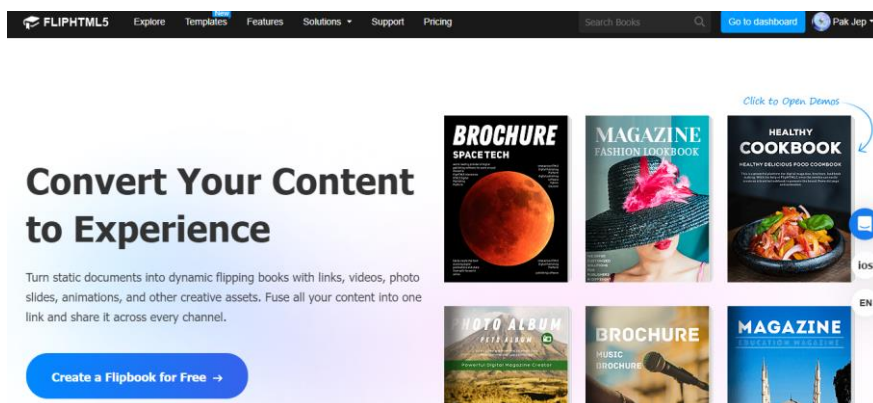 FLIPHTML5 Explore Templates Features Solutions Support Pricing Search Books Go to dashboard Pak Jep
New
Click to Open Demos
Convert Your Content
to Experience
Turn static documents into dynamic flipping books with links, videos, photo
slides, animations, and other creative assets. Fuse all your content into one
link and share it across every channel.
Create a Flipbook for Free →
BROCHURE
SPACETECH
MAGAZINE
FASHION LOOKBOOK
HEALTHY
COOKBOOK
HEALTHY DELICIOUS FOOD COOKBOOK
PHOTO ALBUM
PETE ALBUM
Powerful Digital Magazine Creator
BROCHURE
MUSIC
BROCHURE
MAGAZINE
EDUCATION MAGAZINE
ios
EN